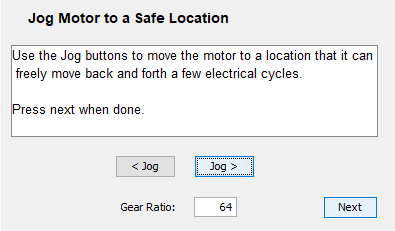 Jog Motor to a Safe Location
Use the Jog buttons to move the motor to a location that it can
freely move back and forth a few electrical cycles.
Press next when done.
< Jog
Jog >
Gear Ratio:
64
Next